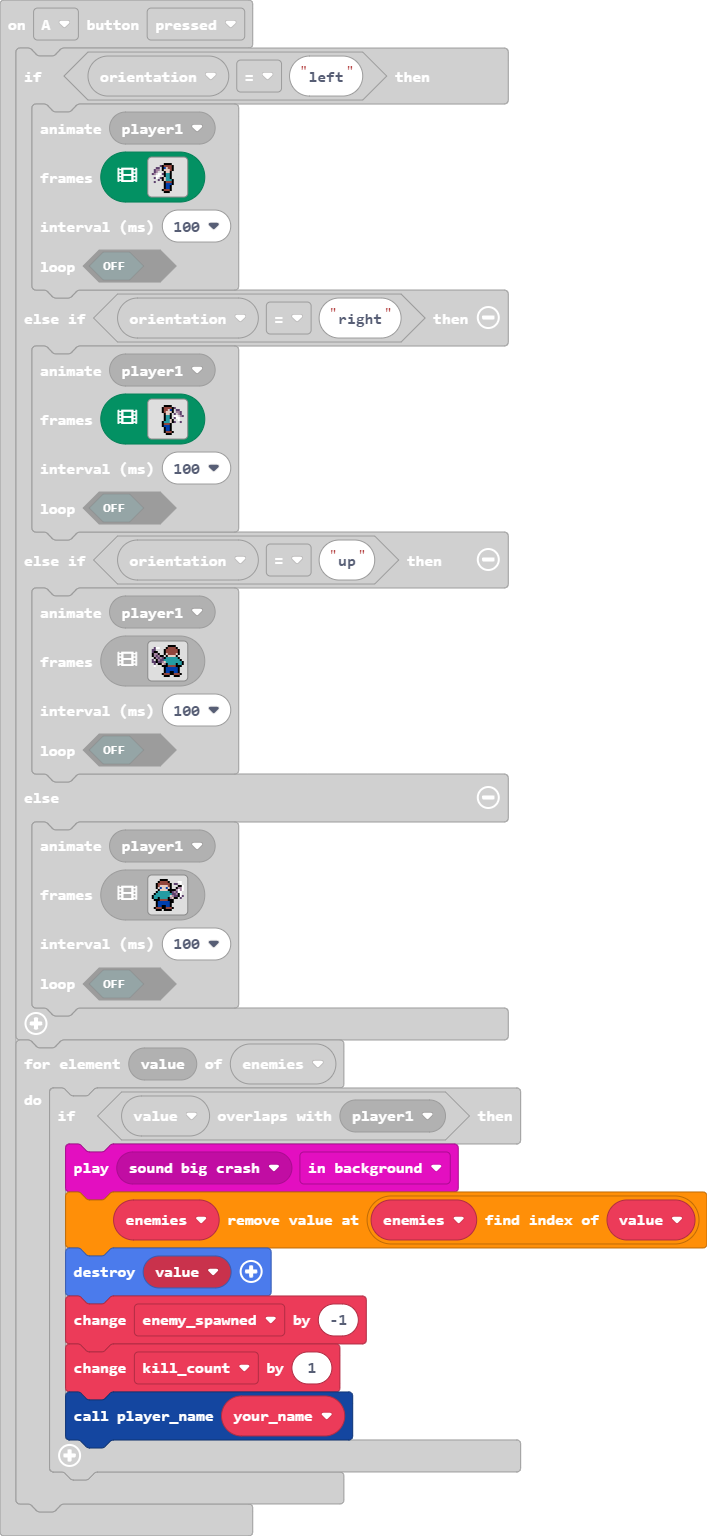 on A button pressed
if orientation = "left" then
animate player1
frames
interval (ms) 100
loop OFF
else if orientation = "right" then
animate player1
frames
interval (ms) 100
loop OFF
else if orientation = "up" then
animate player1
frames
interval (ms) 100
loop OFF
else
animate player1
frames
interval (ms) 100
loop OFF
for element value of enemies
do
if value overlaps with player1 then
play sound big crash in background
enemies remove value at enemies find index of value
destroy value
change enemy_spawned by -1
change kill_count by 1
call player_name your_name